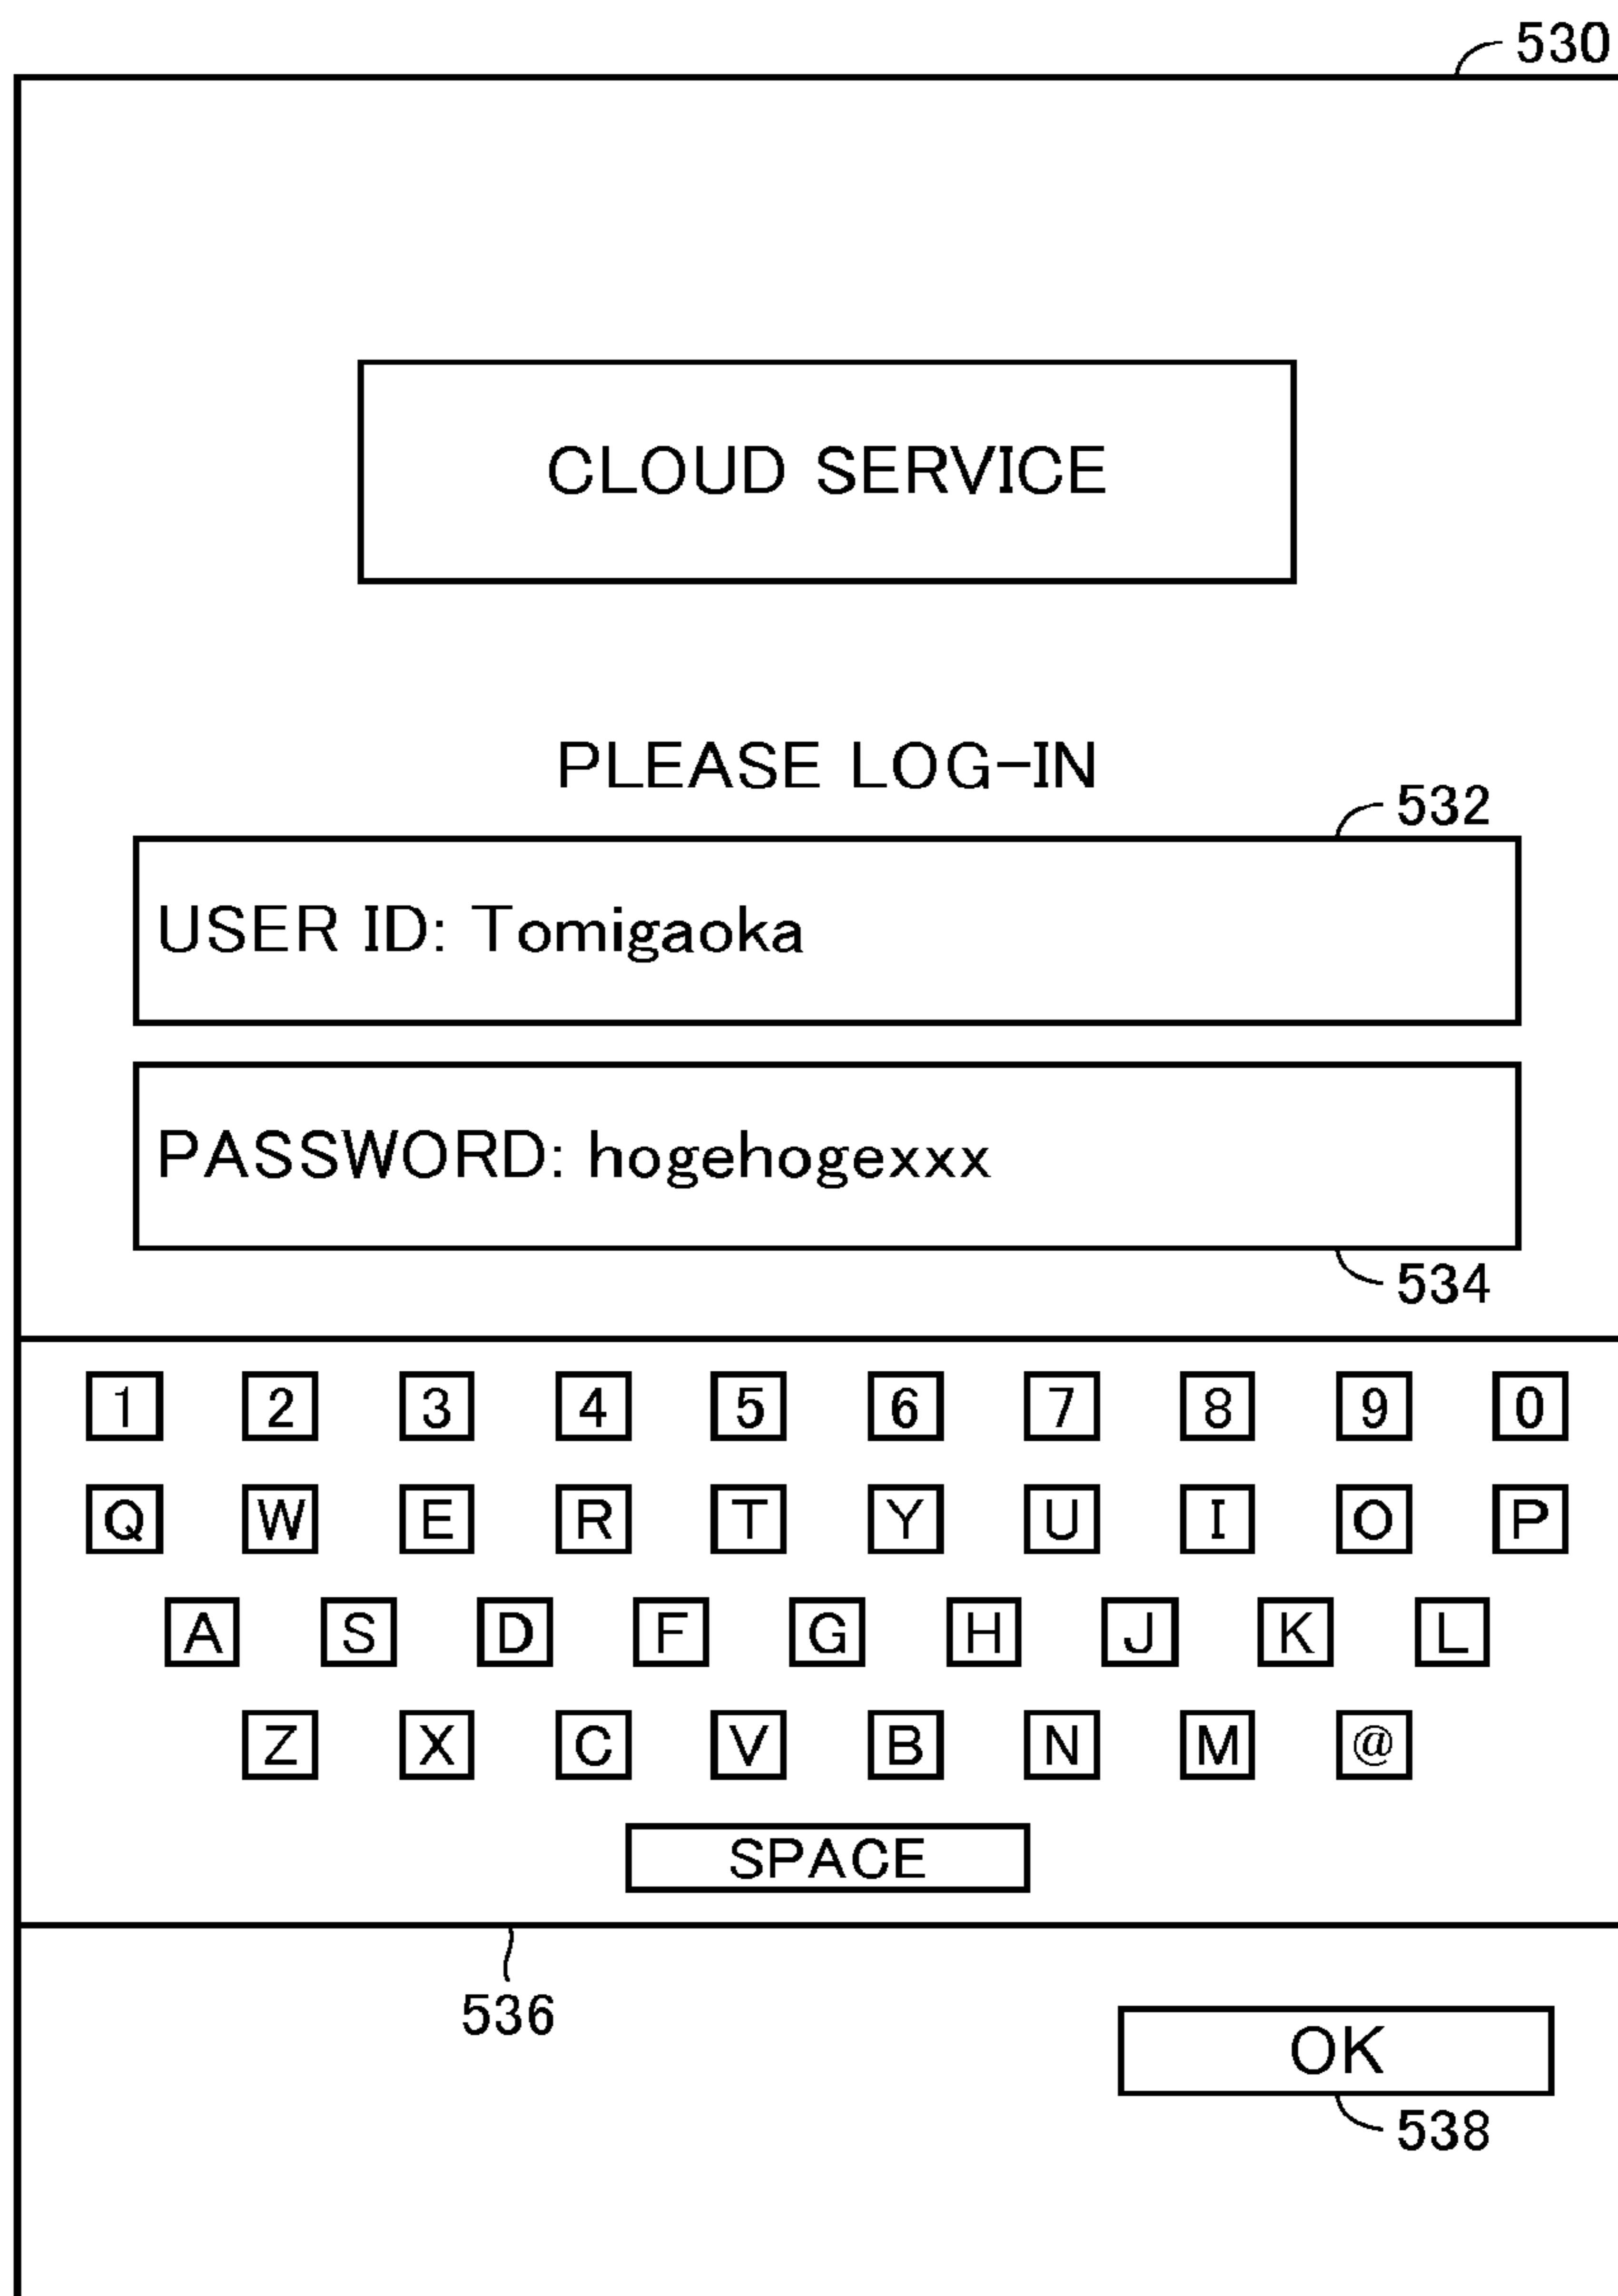 530
CLOUD SERVICE
PLEASE LOG-IN
532
USER ID: Tomigaoka
PASSWORD: hogehogexxx
534
1 2 3 4 5 6 7 8 9 0
Q W E R T Y U I O P
A S D F G H J K L
Z X C V B N M @
SPACE
536
OK
538